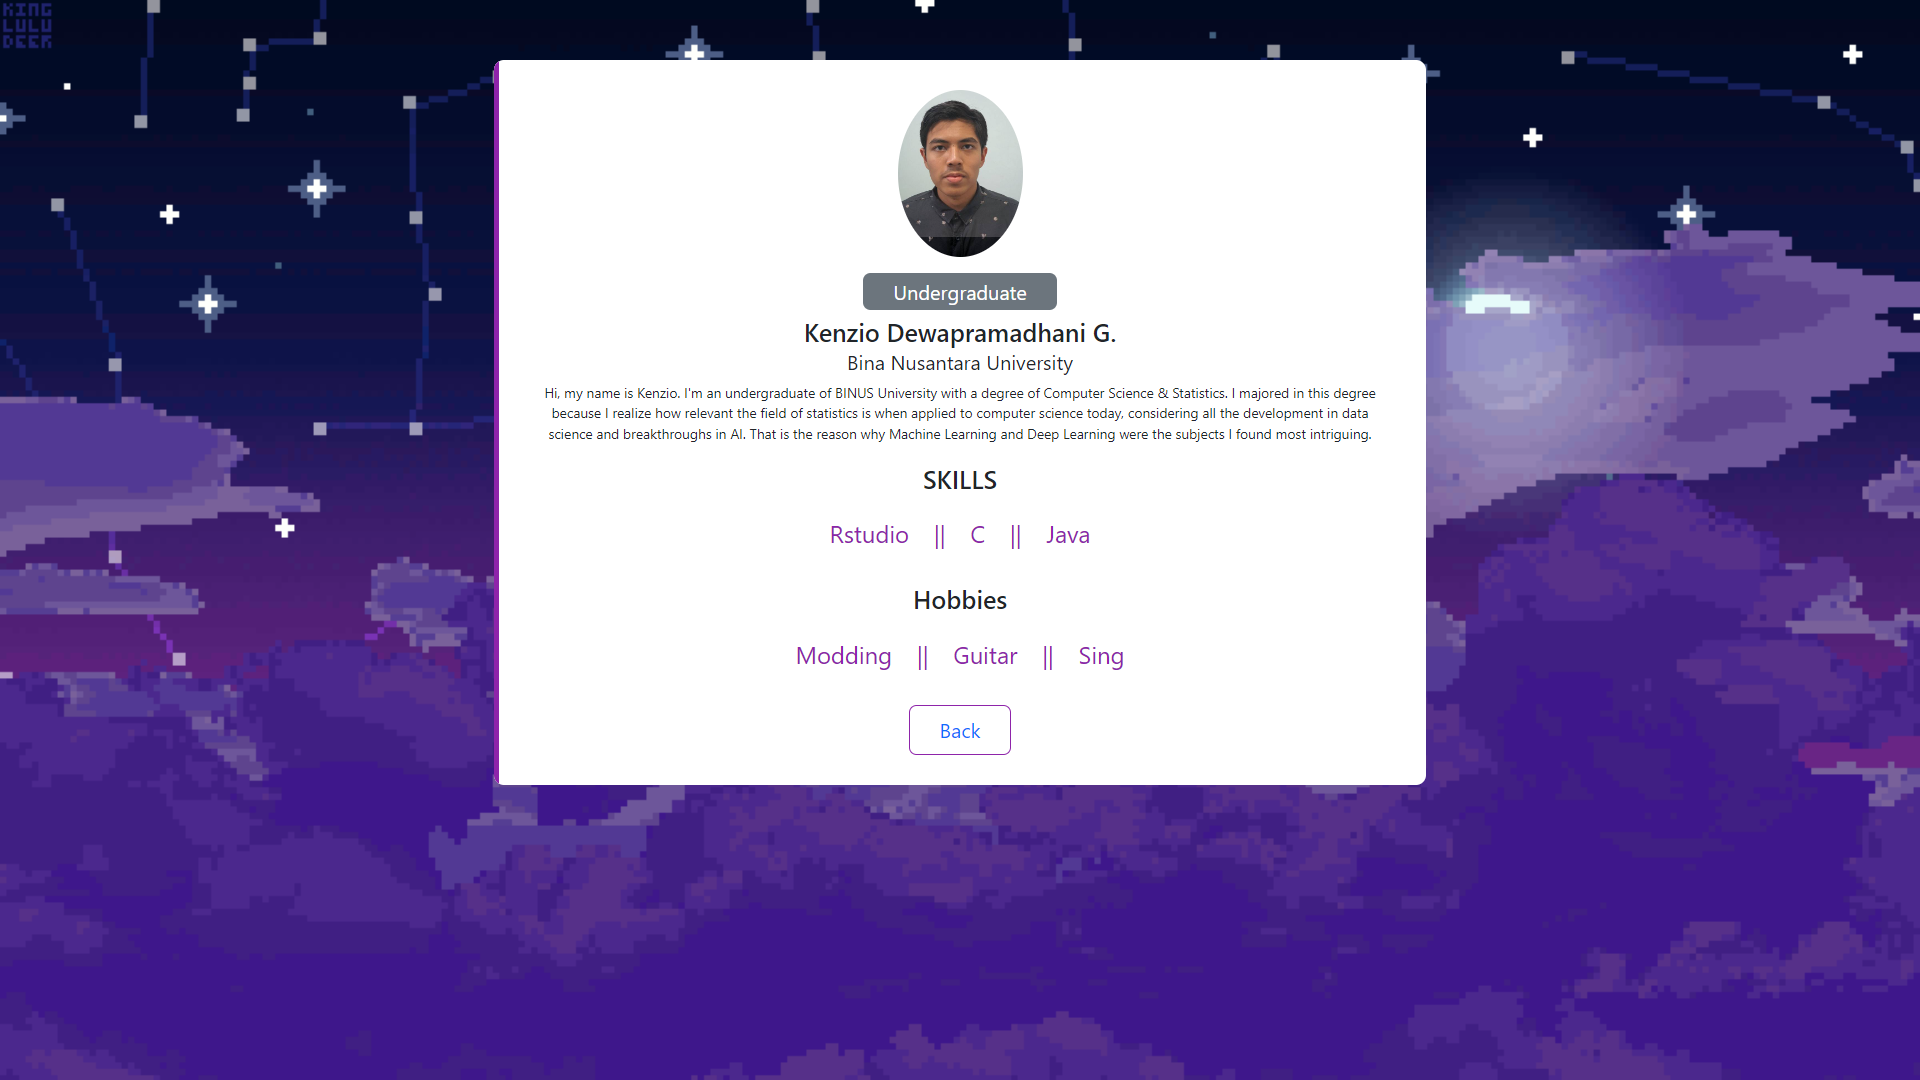 KING
LULU
DEER
Undergraduate
Kenzio Dewapramadhani G.
Bina Nusantara University
Hi, my name is Kenzio. I'm an undergraduate of BINUS University with a degree of Computer Science & Statistics. I majored in this degree
because I realize how relevant the field of statistics is when applied to computer science today, considering all the development in data
science and breakthroughs in AI. That is the reason why Machine Learning and Deep Learning were the subjects I found most intriguing.
SKILLS
Rstudio || C || Java
Hobbies
Modding || Guitar || Sing
Back